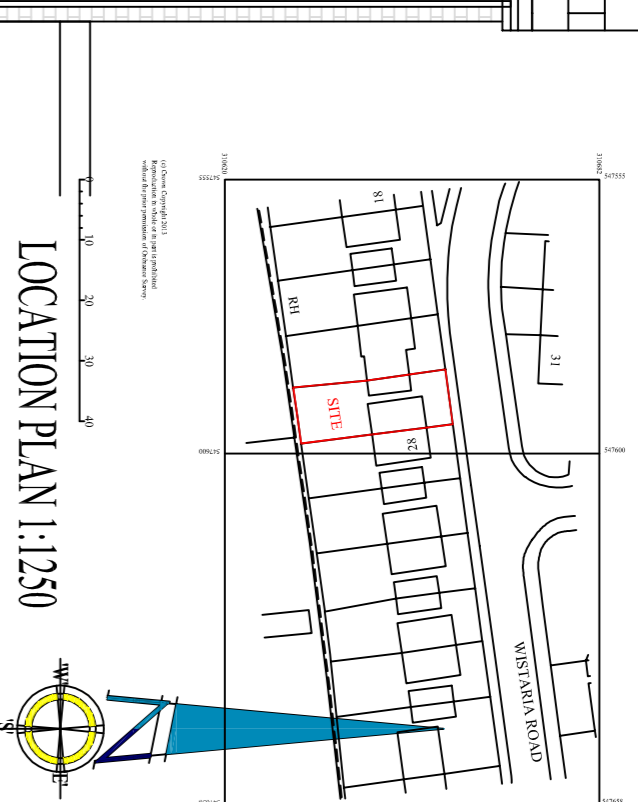 310620
310682
547555
547555
(c) Crown Copyright 2013
Reproduction in whole or in part is prohibited
without the prior permission of Ordnance Survey.
18
RH
31
SITE
28
547600
547600
WISTARIA ROAD
547658
0 10 20 30 40
LOCATION PLAN 1:1250
N
W
E
S